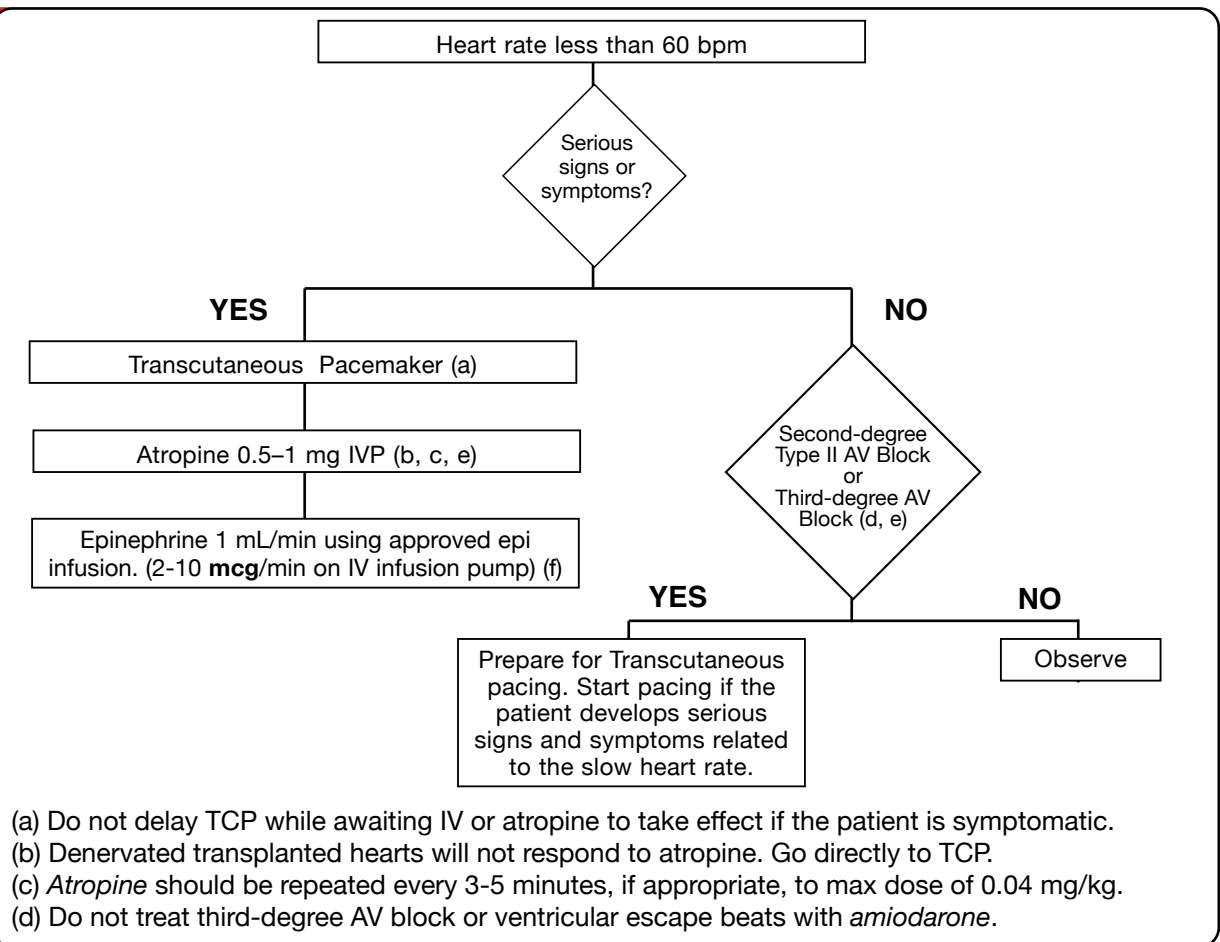 Heart rate less than 60 bpm
Serious
signs or
symptoms?
YES
NO
Transcutaneous Pacemaker (a)
Atropine 0.5–1 mg IVP (b, c, e)
Epinephrine 1 mL/min using approved epi
infusion. (2-10 mcg/min on IV infusion pump) (f)
Second-degree
Type II AV Block
or
Third-degree AV
Block (d, e)
YES
NO
Prepare for Transcutaneous
pacing. Start pacing if the
patient develops serious
signs and symptoms related
to the slow heart rate.
Observe
(a) Do not delay TCP while awaiting IV or atropine to take effect if the patient is symptomatic.
(b) Denervated transplanted hearts will not respond to atropine. Go directly to TCP.
(c) Atropine should be repeated every 3-5 minutes, if appropriate, to max dose of 0.04 mg/kg.
(d) Do not treat third-degree AV block or ventricular escape beats with amiodarone.